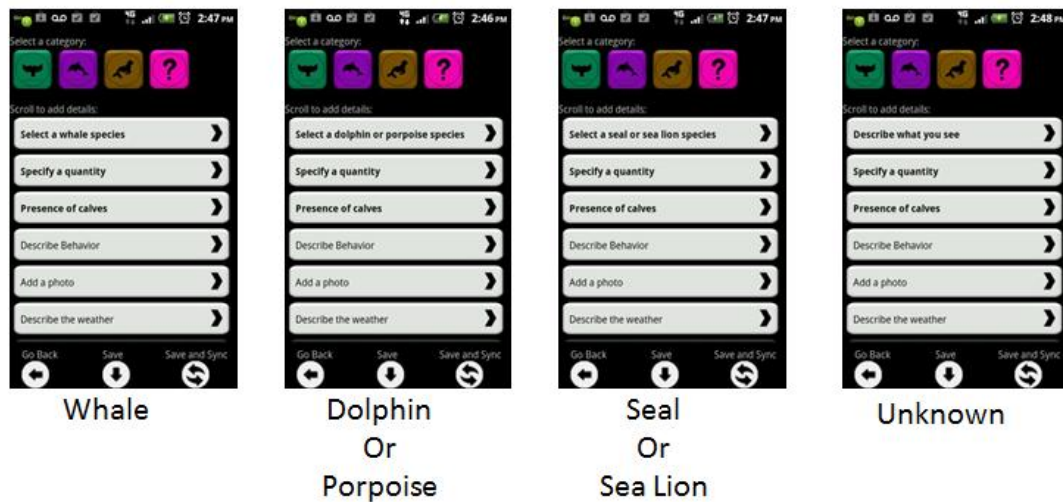 4G 2:47 PM
Select a category:
?
Scroll to add details:
Select a whale species
Specify a quantity
Presence of calves
Describe Behavior
Add a photo
Describe the weather
Go Back Save Save and Sync
Whale
4G 2:46 PM
Select a category:
?
Scroll to add details:
Select a dolphin or porpoise species
Specify a quantity
Presence of calves
Describe Behavior
Add a photo
Describe the weather
Go Back Save Save and Sync
Dolphin
Or
Porpoise
4G 2:47 PM
Select a category:
?
Scroll to add details:
Select a seal or sea lion species
Specify a quantity
Presence of calves
Describe Behavior
Add a photo
Describe the weather
Go Back Save Save and Sync
Seal
Or
Sea Lion
4G 2:48 PM
Select a category:
?
Scroll to add details:
Describe what you see
Specify a quantity
Presence of calves
Describe Behavior
Add a photo
Describe the weather
Go Back Save Save and Sync
Unknown